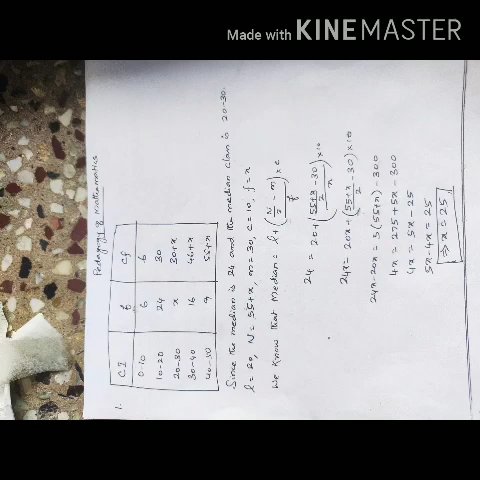 Made with KINEMASTER
Pedagogy of Mathematics
1.
CI f cf
0-10 6 6
10-20 24 30
20-30 x 30+x
30-40 16 46+x
40-50 9 55+x
Since the median is 24 and the median class is 20-30.
l = 20, N = 55+x, m = 30, c = 10, f = x
We know that Median = l + ((N/2 - m)/f) × c
24 = 20 + ((55+x/2 - 30)/x) × 10
24x = 20x + (55+x/2 - 30) × 10
24x - 20x = 5(55+x) - 300
4x = 275 + 5x - 300
4x = 5x - 25
5x - 4x = 25
⇒ x = 25